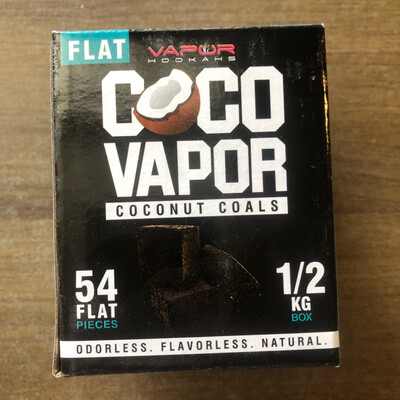 FLAT
VAPOR
HOOKAHS
COCO
VAPOR
COCONUT COALS
54
FLAT
PIECES
1/2
KG
BOX
ODORLESS. FLAVORLESS. NATURAL.